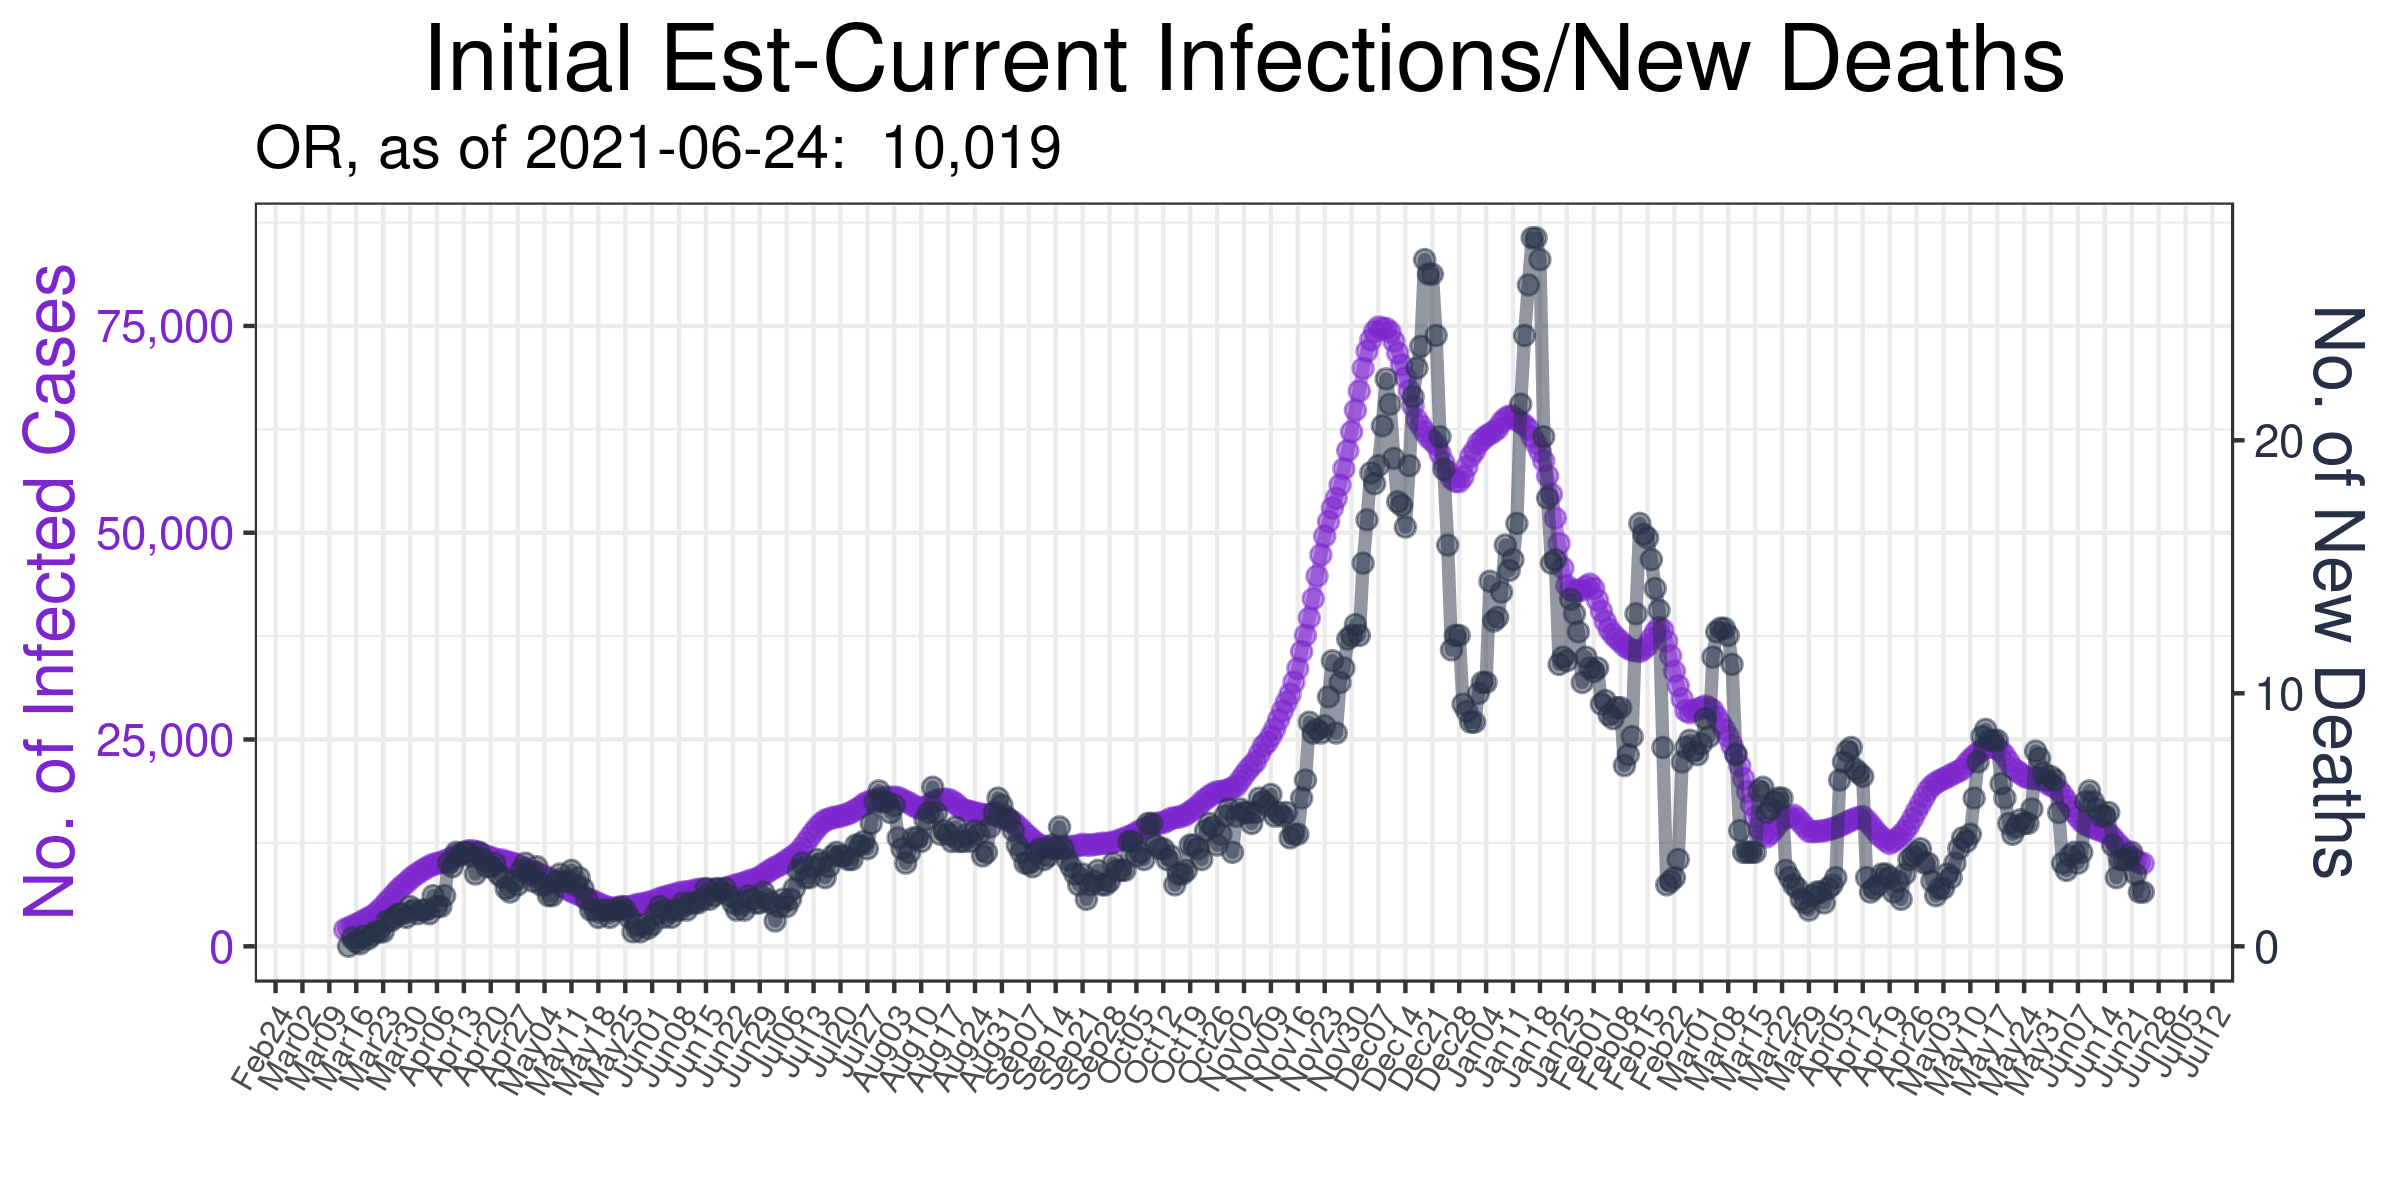 Initial Est-Current Infections/New Deaths
OR, as of 2021-06-24: 10,019
No. of Infected Cases
75,000
50,000
25,000
0
No. of New Deaths
20
10
0
Feb24
Mar02
Mar09
Mar16
Mar23
Mar30
Apr06
Apr13
Apr20
Apr27
May04
May11
May18
May25
Jun01
Jun08
Jun15
Jun22
Jun29
Jul06
Jul13
Jul20
Jul27
Aug03
Aug10
Aug17
Aug24
Aug31
Sep07
Sep14
Sep21
Sep28
Oct05
Oct12
Oct19
Oct26
Nov02
Nov09
Nov16
Nov23
Nov30
Dec07
Dec14
Dec21
Dec28
Jan04
Jan11
Jan18
Jan25
Feb01
Feb08
Feb15
Feb22
Mar01
Mar08
Mar15
Mar22
Mar29
Apr05
Apr12
Apr19
Apr26
May03
May10
May17
May24
May31
Jun07
Jun14
Jun21
Jun28
Jul05
Jul12